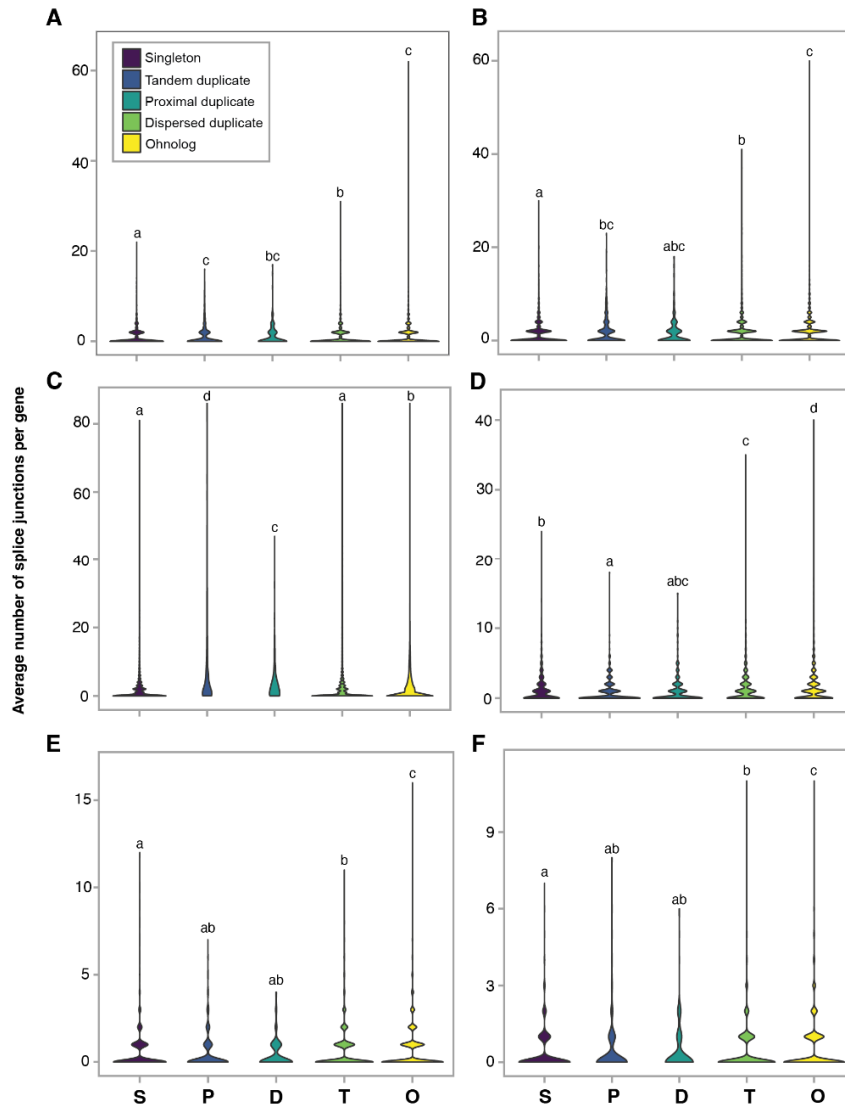 A
60
40
20
0
Singleton
Tandem duplicate
Proximal duplicate
Dispersed duplicate
Ohnolog
a
c
bc
b
c
B
60
40
20
0
a
bc
abc
b
c
Average number of splice junctions per gene
C
80
60
40
20
0
a
d
c
a
b
D
40
30
20
10
0
b
a
abc
c
d
E
15
10
5
0
a
ab
ab
b
c
S P D T O
F
9
6
3
0
a
ab
ab
b
c
S P D T O